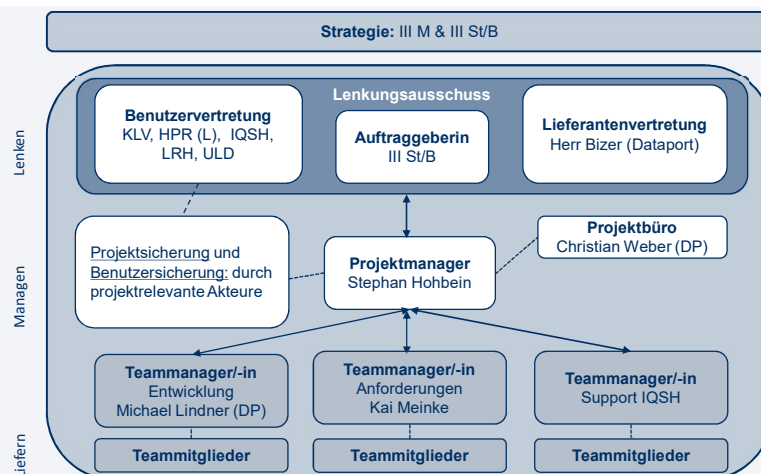 Strategie: III M & III St/B
Lenkungsausschuss
Benutzervertretung
KLV, HPR (L), IQSH,
LRH, ULD
Auftraggeberin
III St/B
Lieferantenvertretung
Herr Bizer (Dataport)
Lenken
Projektsicherung und
Benutzersicherung: durch
projektrelevante Akteure
Projektmanager
Stephan Hohbein
Projektbüro
Christian Weber (DP)
Managen
Teammanager/-in
Entwicklung
Michael Lindner (DP)
Teammanager/-in
Anforderungen
Kai Meinke
Teammanager/-in
Support IQSH
Teammitglieder
Teammitglieder
Teammitglieder
iefern